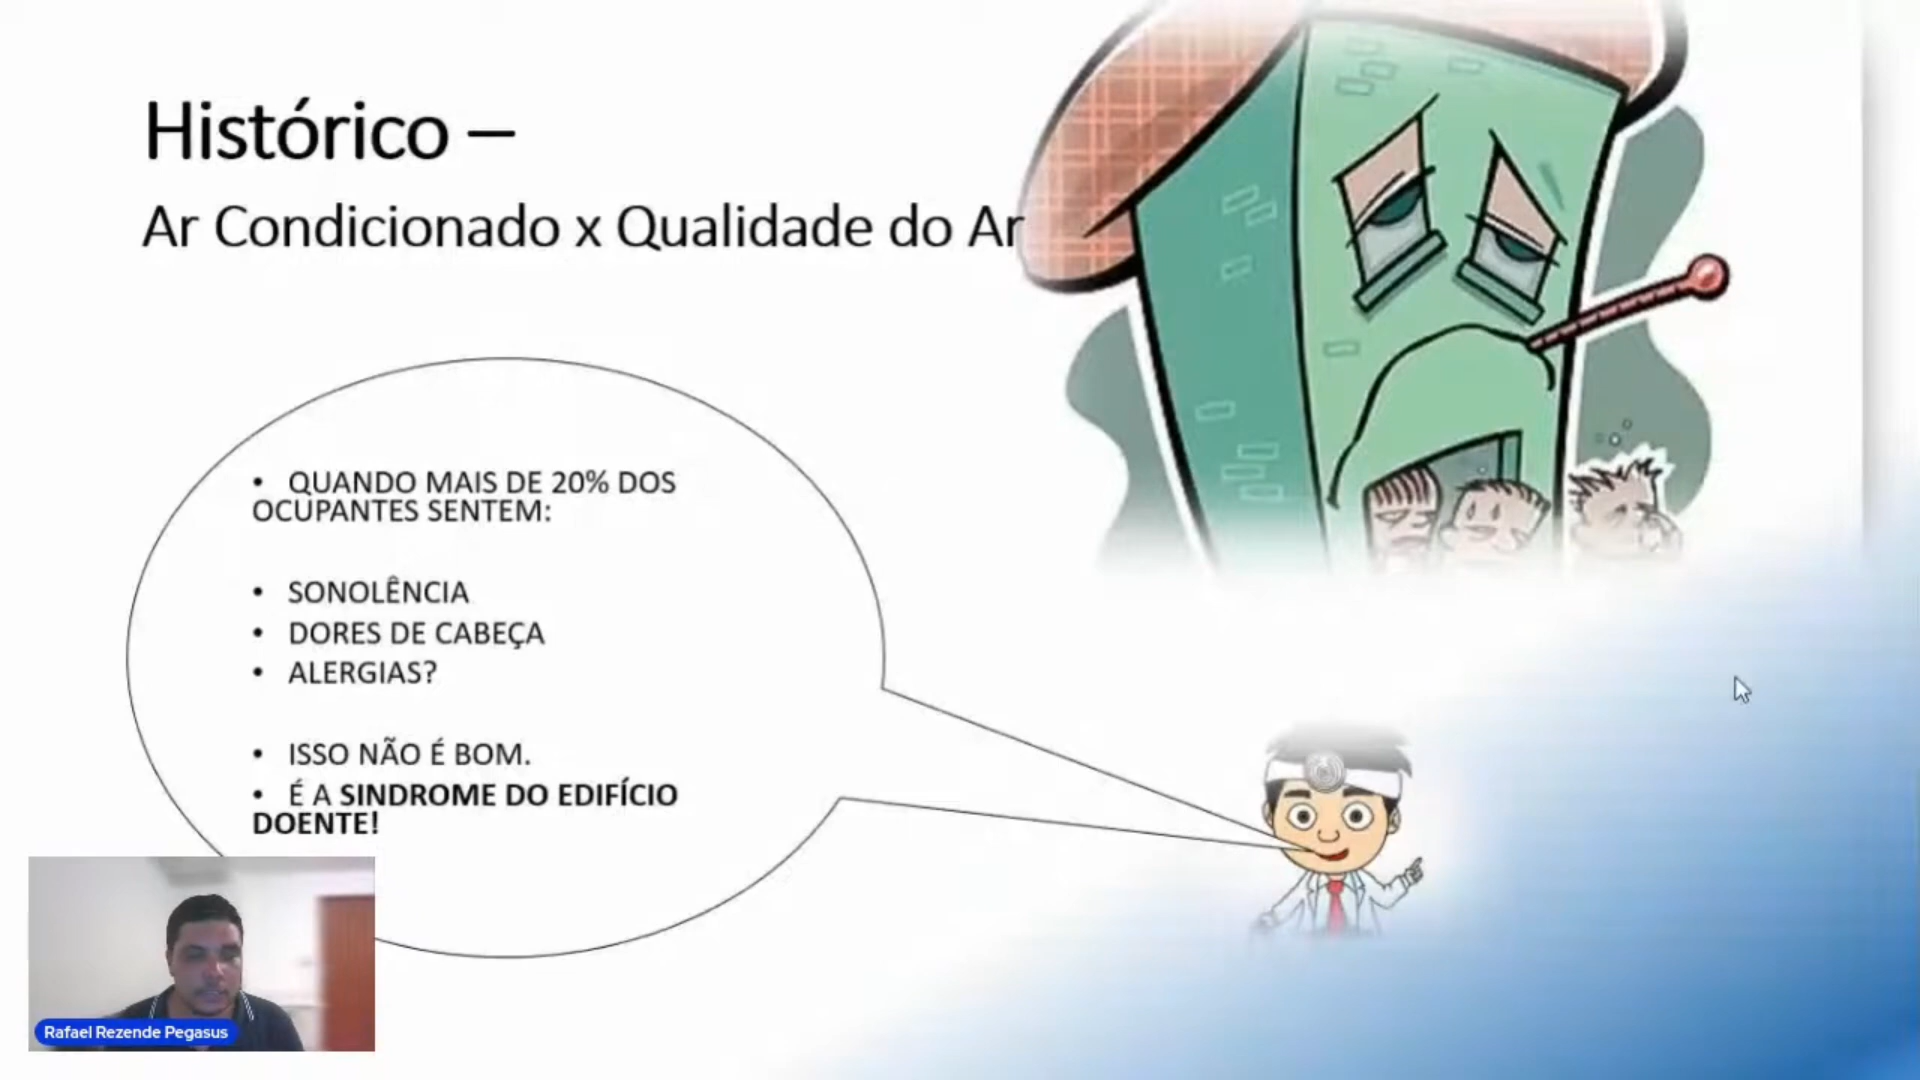 Histórico –
Ar Condicionado x Qualidade do Ar
• QUANDO MAIS DE 20% DOS
OCUPANTES SENTEM:
• SONOLÊNCIA
• DORES DE CABEÇA
• ALERGIAS?
• ISSO NÃO É BOM.
• É A SINDROME DO EDIFÍCIO
DOENTE!
Rafael Rezende Pegasus